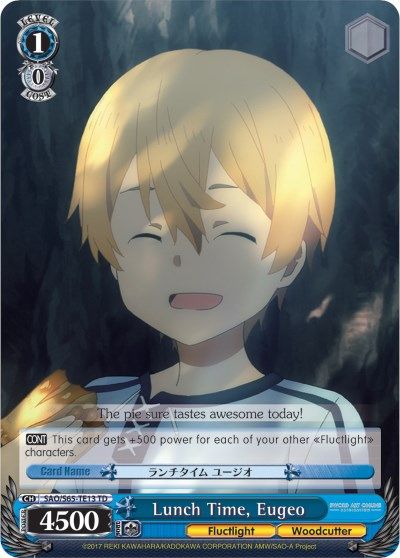 LEVEL
1
0
COST
The pie sure tastes awesome today!
CONT This card gets +500 power for each of your other «Fluctlight»
characters.
Card Name ランチタイム ユージオ
CH SAO/S65-TE13 TD
4500
Lunch Time, Eugeo
Fluctlight Woodcutter
©2017 REKI KAWAHARA/KADOKAWA CORPORATION AMW/SAO-A Project